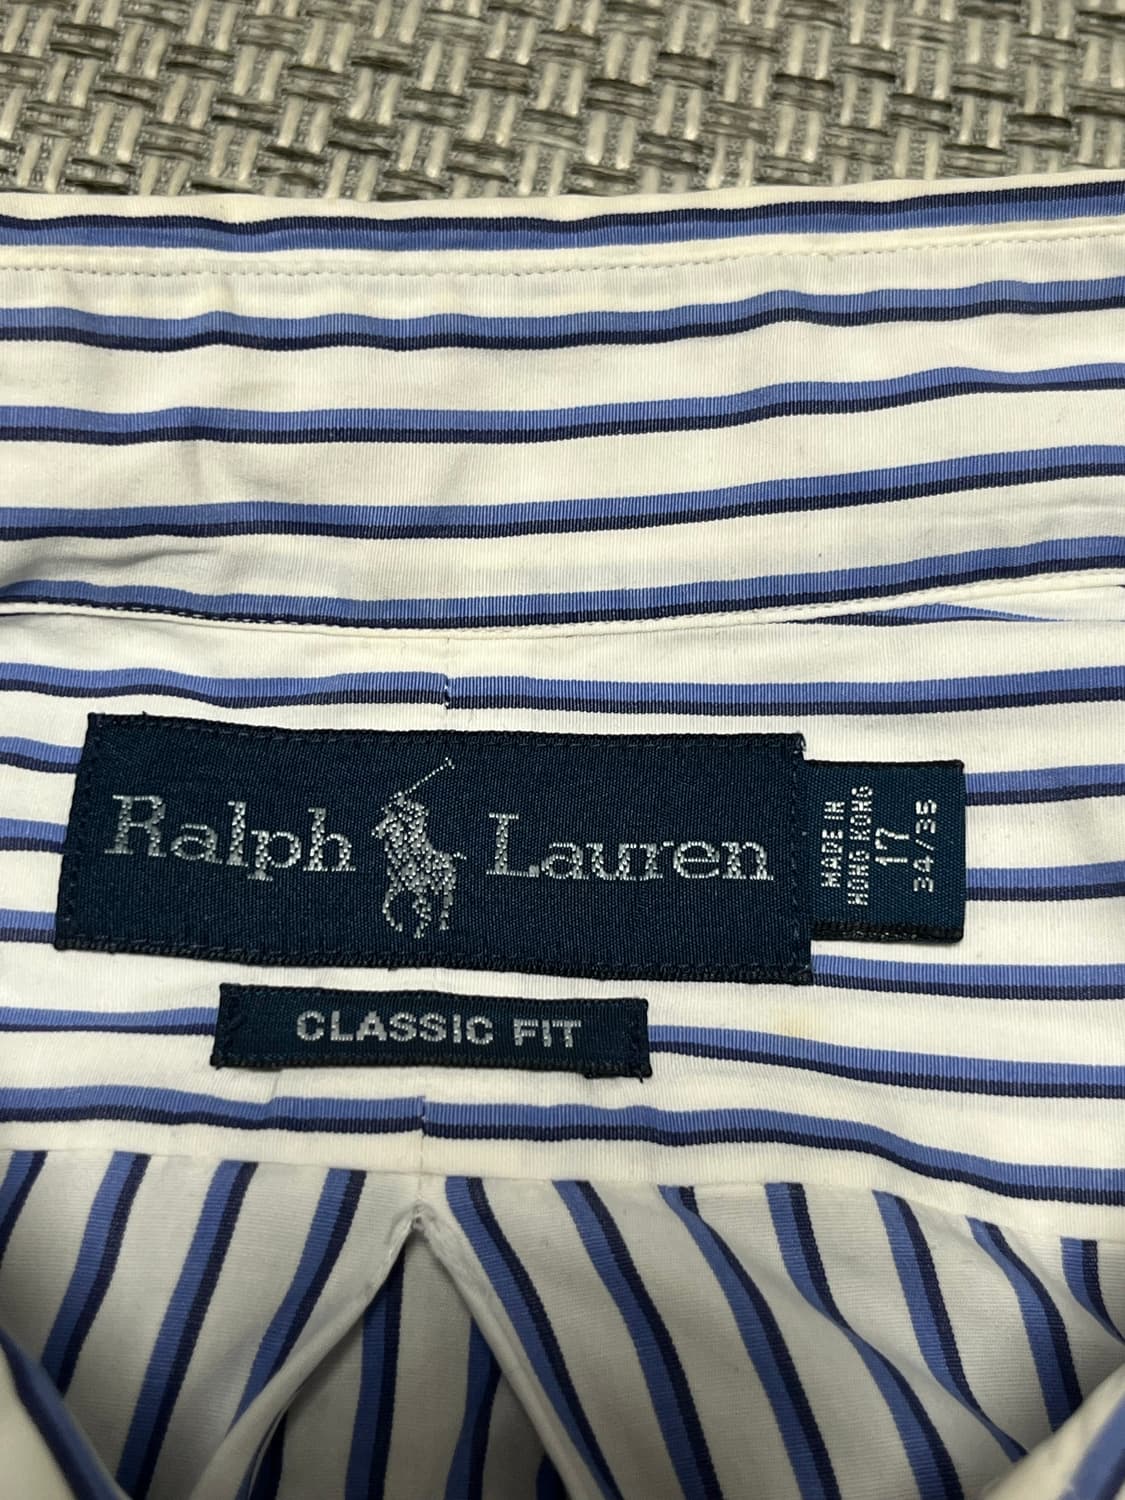 Ralph Lauren
MADE IN
HONG KONG
17
34/35
CLASSIC FIT